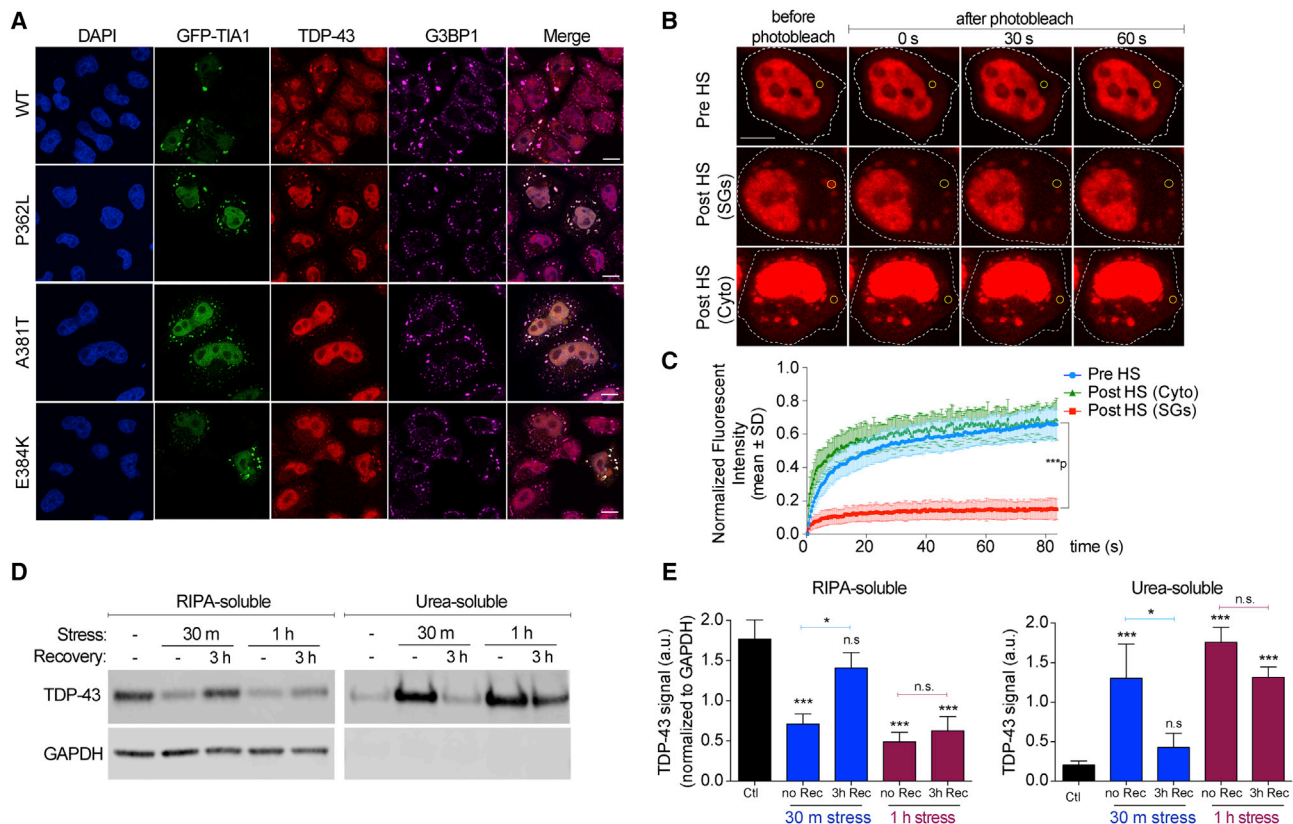 A
DAPI GFP-TIA1 TDP-43 G3BP1 Merge
WT
P362L
A381T
E384K
B
before photobleach
after photobleach
0 s 30 s 60 s
Pre HS
Post HS (SGs)
Post HS (Cyto)
C
Normalized Fluorescent
Intensity
(mean ± SD)
1.0
0.8
0.6
0.4
0.2
0.0
0 20 40 60 80 time (s)
Pre HS
Post HS (Cyto)
Post HS (SGs)
***p
D
RIPA-soluble Urea-soluble
Stress: - 30 m 1 h - 30 m 1 h
Recovery: - 3 h - 3 h - 3 h - 3 h
TDP-43
GAPDH
E
RIPA-soluble
TDP-43 signal (a.u.)
(normalized to GAPDH)
2.0
1.5
1.0
0.5
0.0
*** * n.s *** n.s. ***
Ctl no Rec 3h Rec no Rec 3h Rec
30 m stress 1 h stress
Urea-soluble
TDP-43 signal (a.u.)
2.0
1.5
1.0
0.5
0.0
*** * n.s *** n.s. ***
Ctl no Rec 3h Rec no Rec 3h Rec
30 m stress 1 h stress